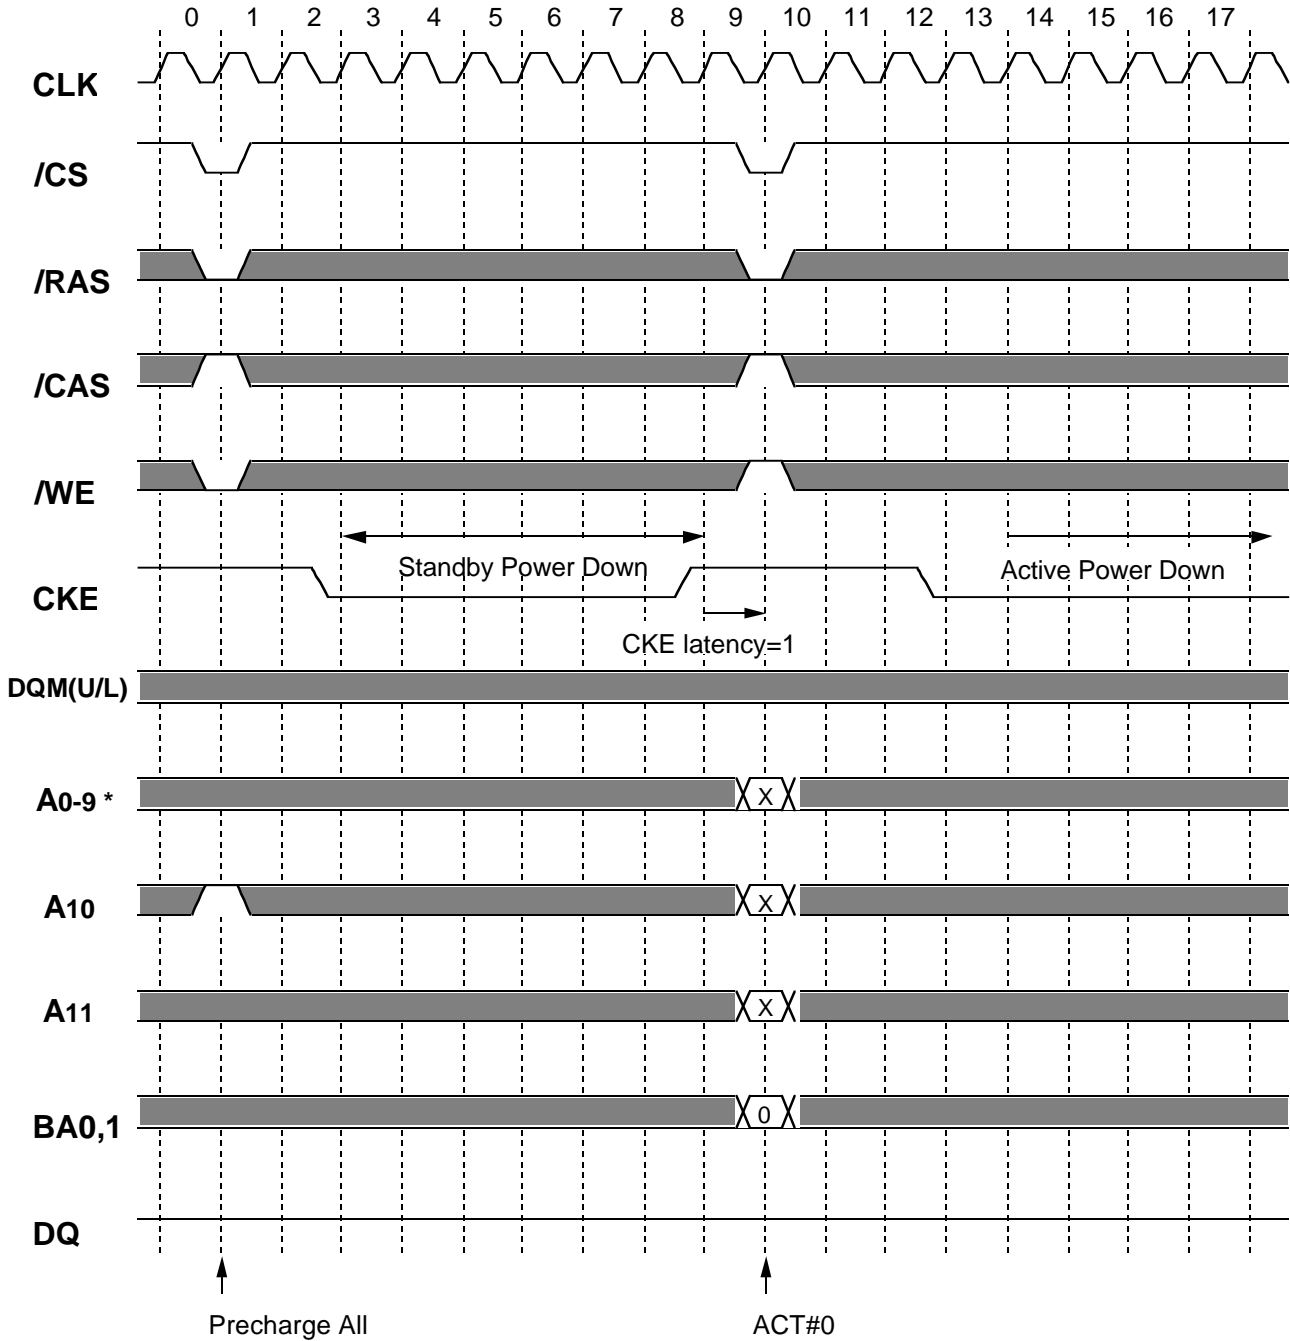 0 1 2 3 4 5 6 7 8 9 10 11 12 13 14 15 16 17
CLK
/CS
/RAS
/CAS
/WE
Standby Power Down
Active Power Down
CKE
CKE latency=1
DQM(U/L)
A0-9 * X
A10 X
A11 X
BA0,1 0
DQ
Precharge All ACT#0